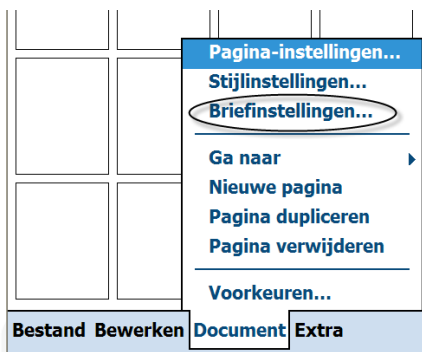 Pagina-instellingen...
Stijlinstellingen...
Briefinstellingen...
Ga naar
Nieuwe pagina
Pagina dupliceren
Pagina verwijderen
Voorkeuren...
Bestand Bewerken Document Extra